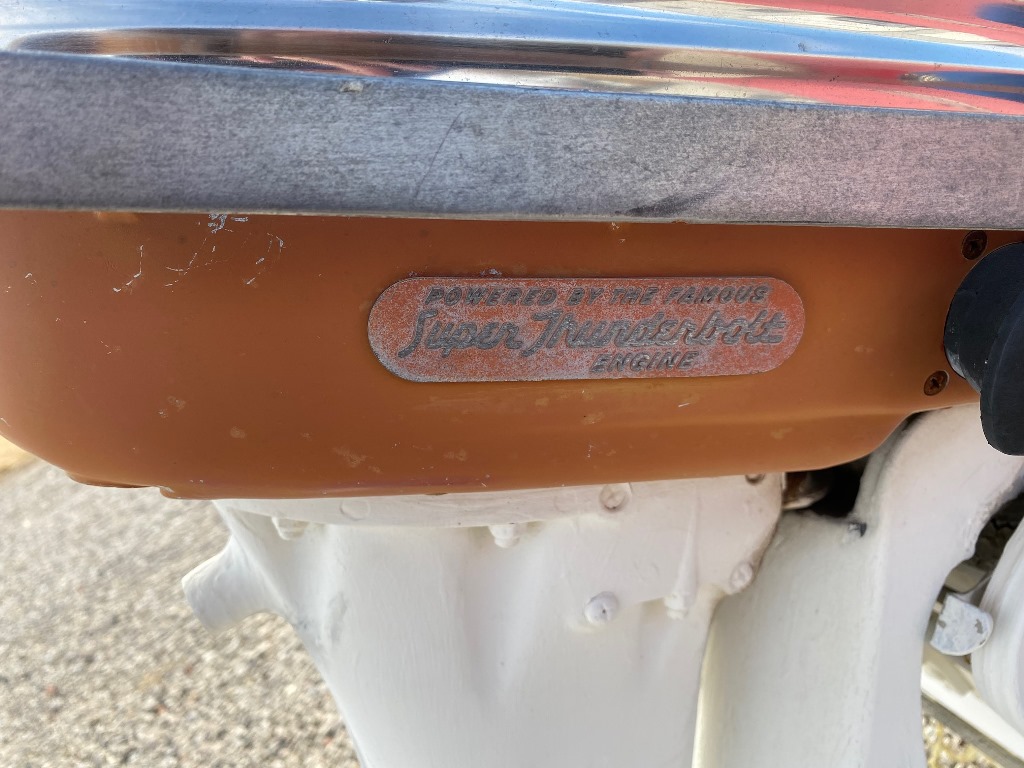 POWERED BY THE FAMOUS
Super Thunderbolt
ENGINE